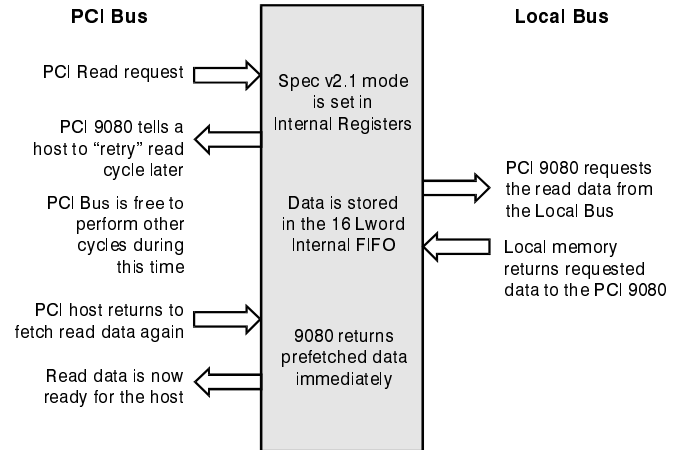 PCI Bus
PCI Read request
PCI 9080 tells a
host to “retry” read
cycle later
PCI Bus is free to
perform other
cycles during
this time
PCI host returns to
fetch read data again
Read data is now
ready for the host
Spec v2.1 mode
is set in
Internal Registers
Data is stored
in the 16 Lword
Internal FIFO
9080 returns
prefetched data
immediately
Local Bus
PCI 9080 requests
the read data from
the Local Bus
Local memory
returns requested
data to the PCI 9080